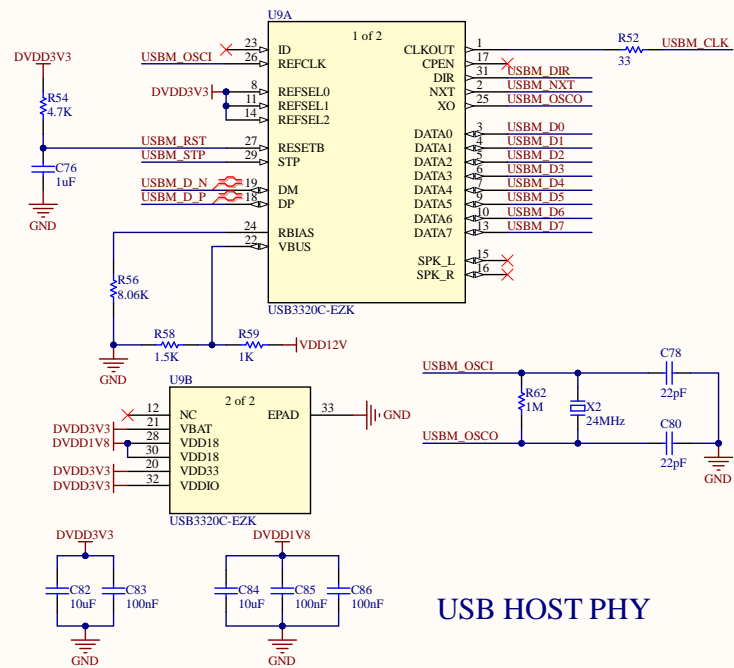 U9A
1 of 2
23 ID
USBM_OSCI 26 REFCLK
DVDD3V3 8 REFSEL0
11 REFSEL1
14 REFSEL2
USBM_RST 27 RESETB
USBM_STP 29 STP
USBM_D_N 19 DM
USBM_D_P 18 DP
24 RBIAS
22 VBUS
CLKOUT 1 R52 33 USBM_CLK
CPEN 17
DIR 31 USBM_DIR
NXT 2 USBM_NXT
XO 25 USBM_OSCO
DATA0 3 USBM_D0
DATA1 4 USBM_D1
DATA2 5 USBM_D2
DATA3 6 USBM_D3
DATA4 7 USBM_D4
DATA5 9 USBM_D5
DATA6 10 USBM_D6
DATA7 13 USBM_D7
SPK_L 15
SPK_R 16
USB3320C-EZK
DVDD3V3
R54
4.7K
C76
1uF
GND
R56
8.06K
R58
1.5K
R59
1K
VDD12V
GND
U9B
2 of 2
12 NC
DVDD3V3 21 VBAT
DVDD1V8 28 VDD18
30 VDD18
DVDD3V3 20 VDD33
DVDD3V3 32 VDDIO
EPAD 33 GND
USB3320C-EZK
USBM_OSCI
USBM_OSCO
R62
1M
X2
24MHz
C78
22pF
C80
22pF
GND
DVDD3V3
C82
10uF
C83
100nF
GND
DVDD1V8
C84
10uF
C85
100nF
C86
100nF
GND
USB HOST PHY